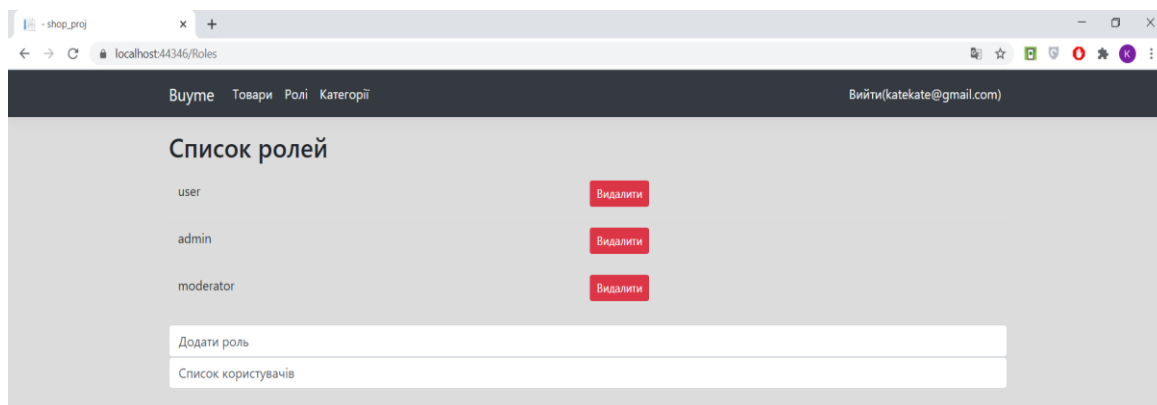 - shop_proj
localhost:44346/Roles
K
Buyme Товари Ролі Категорії Вийти(katekate@gmail.com)
Список ролей
user Видалити
admin Видалити
moderator Видалити
Додати роль
Список користувачів